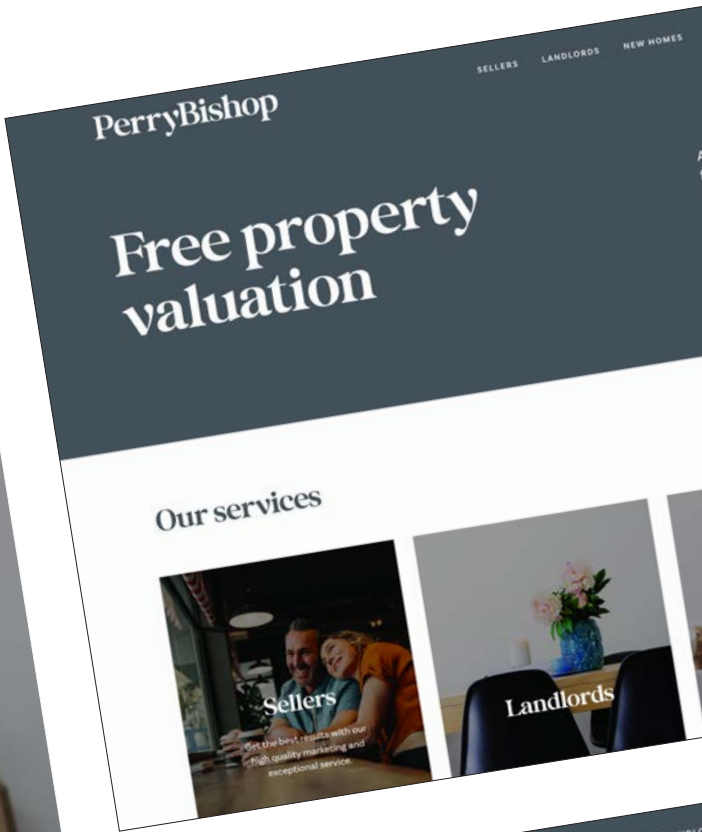 SELLERS LANDLORDS NEW HOMES
PerryBishop
Free property
valuation
Our services
Sellers
Get the best results with our
high quality marketing and
exceptional service.
Landlords